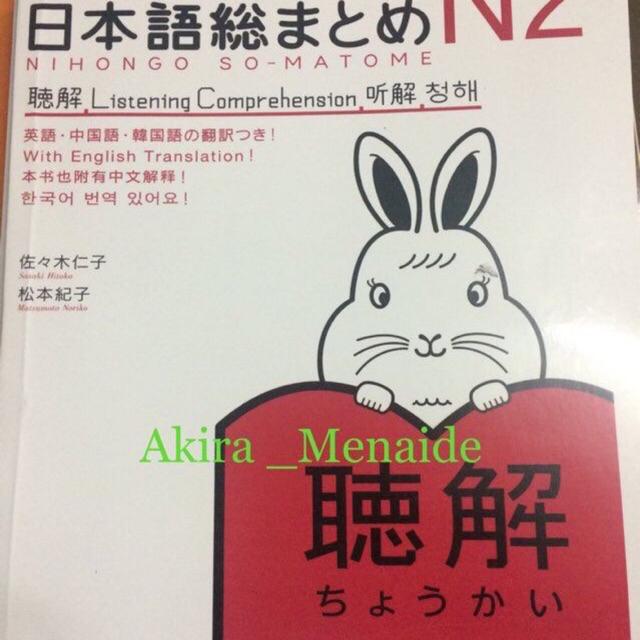 日本語総まとめN2
NIHONGO SO-MATOME
聴解, Listening Comprehension, 听解, 청해
英語・中国語・韓国語の翻訳つき!
With English Translation!
本书也附有中文解释!
한국어 번역 있어요!
佐々木仁子
Sasaki Hitoko
松本紀子
Matsumoto Noriko
Akira _Menaide
聴解
ちょうかい